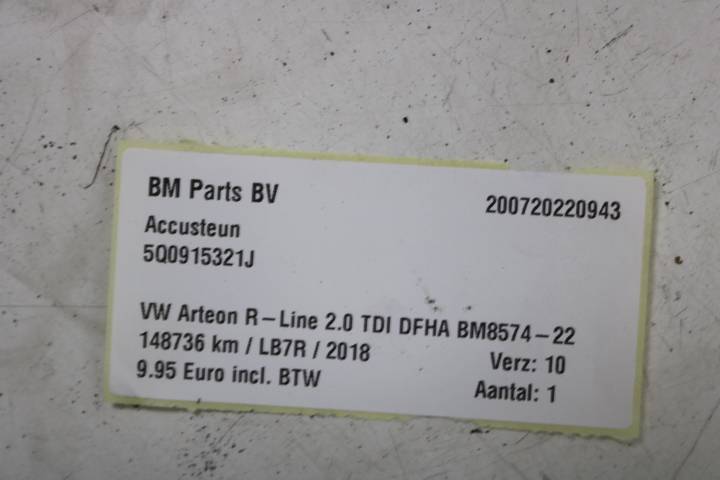 BM Parts BV
200720220943
Accusteun
5Q0915321J
VW Arteon R-Line 2.0 TDI DFHA BM8574-22
148736 km / LB7R / 2018
Verz: 10
9.95 Euro incl. BTW
Aantal: 1